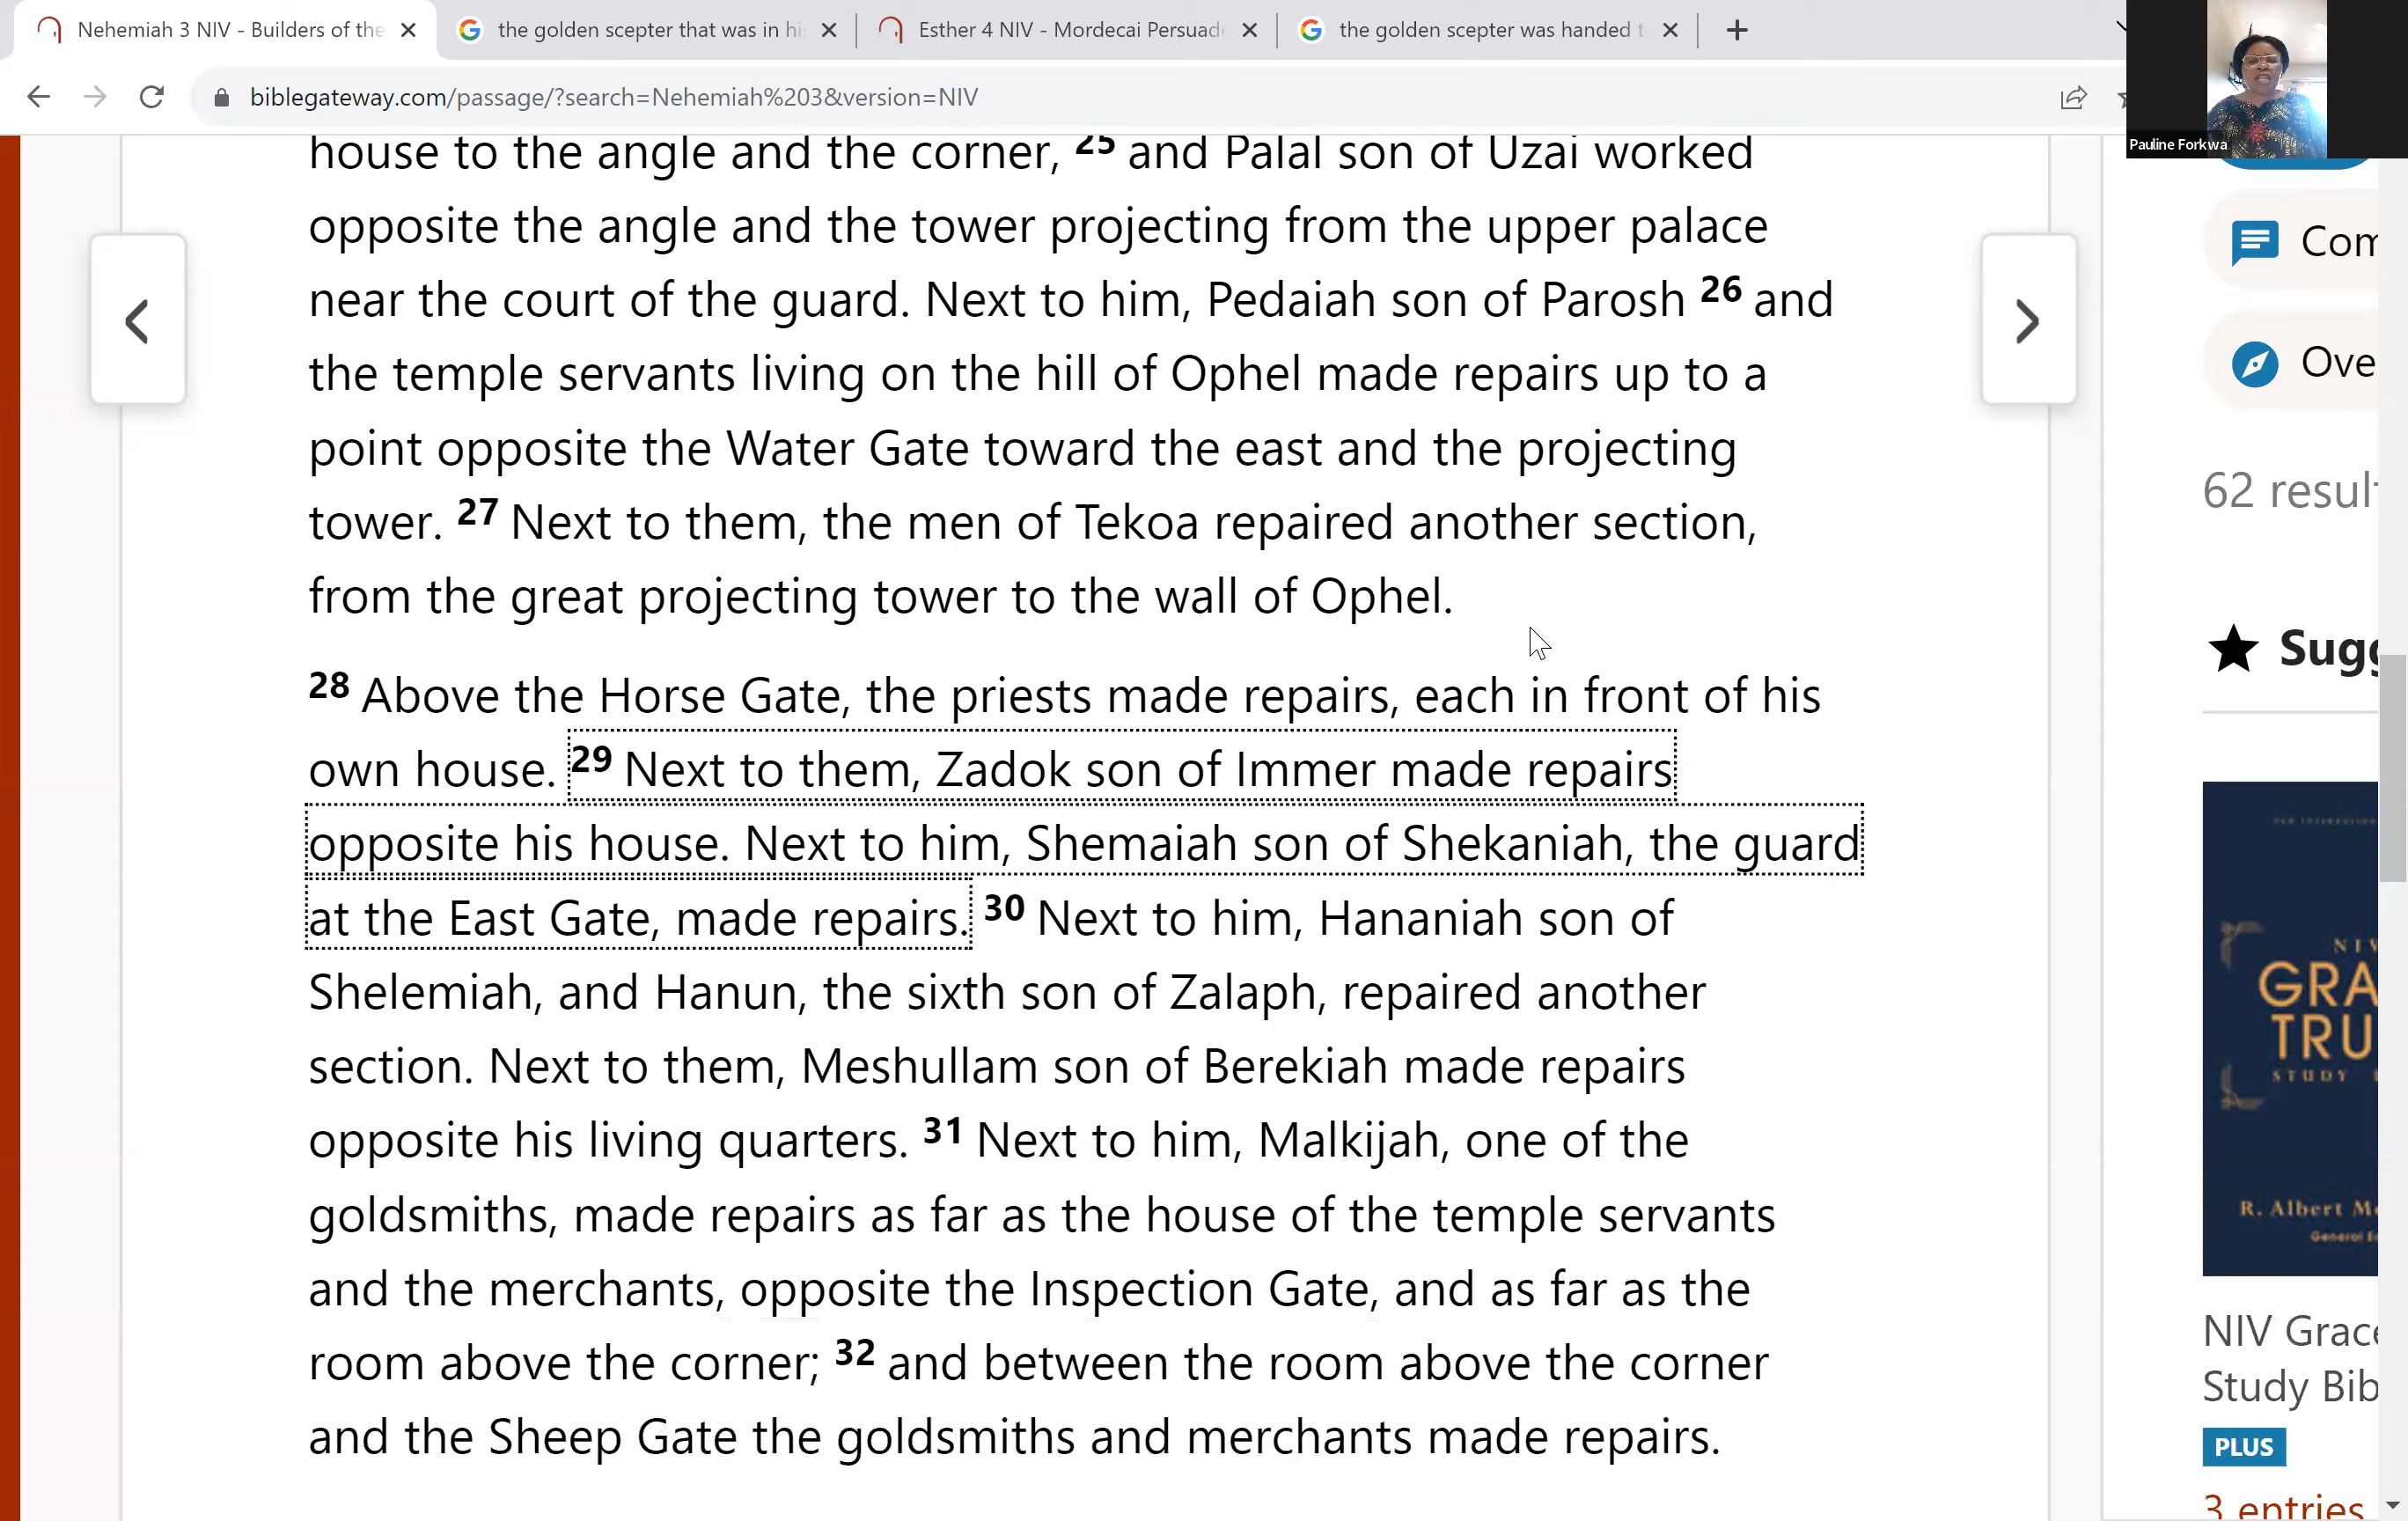 Nehemiah 3 NIV - Builders of the
the golden scepter that was in hi
Esther 4 NIV - Mordecai Persuad
the golden scepter was handed t
biblegateway.com/passage/?search=Nehemiah%203&version=NIV
Pauline Forkwa
house to the angle and the corner, 25 and Palal son of Uzai worked
opposite the angle and the tower projecting from the upper palace
near the court of the guard. Next to him, Pedaiah son of Parosh 26 and
the temple servants living on the hill of Ophel made repairs up to a
point opposite the Water Gate toward the east and the projecting
tower. 27 Next to them, the men of Tekoa repaired another section,
from the great projecting tower to the wall of Ophel.
28 Above the Horse Gate, the priests made repairs, each in front of his
own house. 29 Next to them, Zadok son of Immer made repairs
opposite his house. Next to him, Shemaiah son of Shekaniah, the guard
at the East Gate, made repairs. 30 Next to him, Hananiah son of
Shelemiah, and Hanun, the sixth son of Zalaph, repaired another
section. Next to them, Meshullam son of Berekiah made repairs
opposite his living quarters. 31 Next to him, Malkijah, one of the
goldsmiths, made repairs as far as the house of the temple servants
and the merchants, opposite the Inspection Gate, and as far as the
room above the corner; 32 and between the room above the corner
and the Sheep Gate the goldsmiths and merchants made repairs.
Com
Ove
62 result
Sugg
NIV
GRA
TRU
STUDY
R. Albert Mo
General E
NIV Grace
Study Bib
PLUS
3 entries